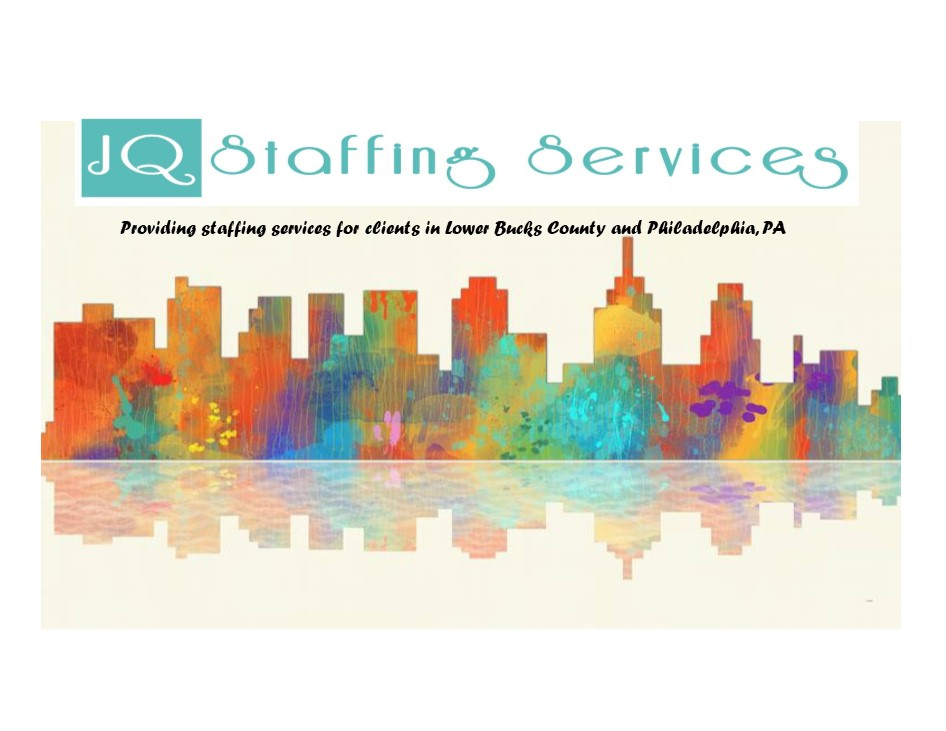 JQ Staffing Services
Providing staffing services for clients in Lower Bucks County and Philadelphia, PA